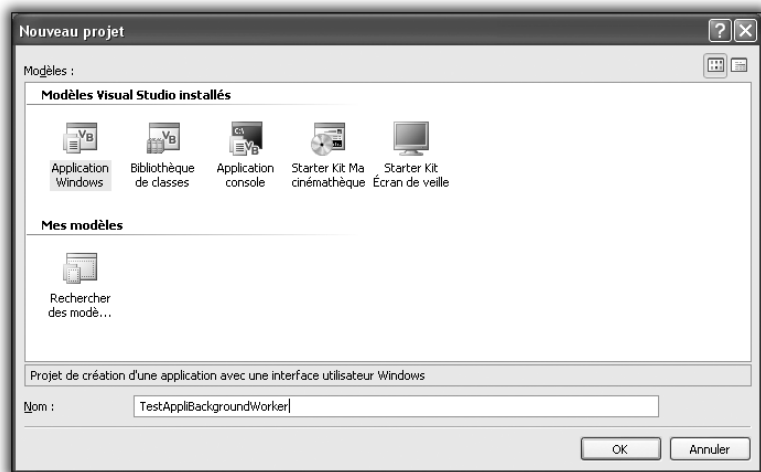 Nouveau projet
Modèles :
Modèles Visual Studio installés
Application Windows
Bibliothèque de classes
Application console
Starter Kit Ma cinémathèque
Starter Kit Écran de veille
Mes modèles
Rechercher des modè...
Projet de création d'une application avec une interface utilisateur Windows
Nom :
TestAppliBackgroundWorker
OK
Annuler